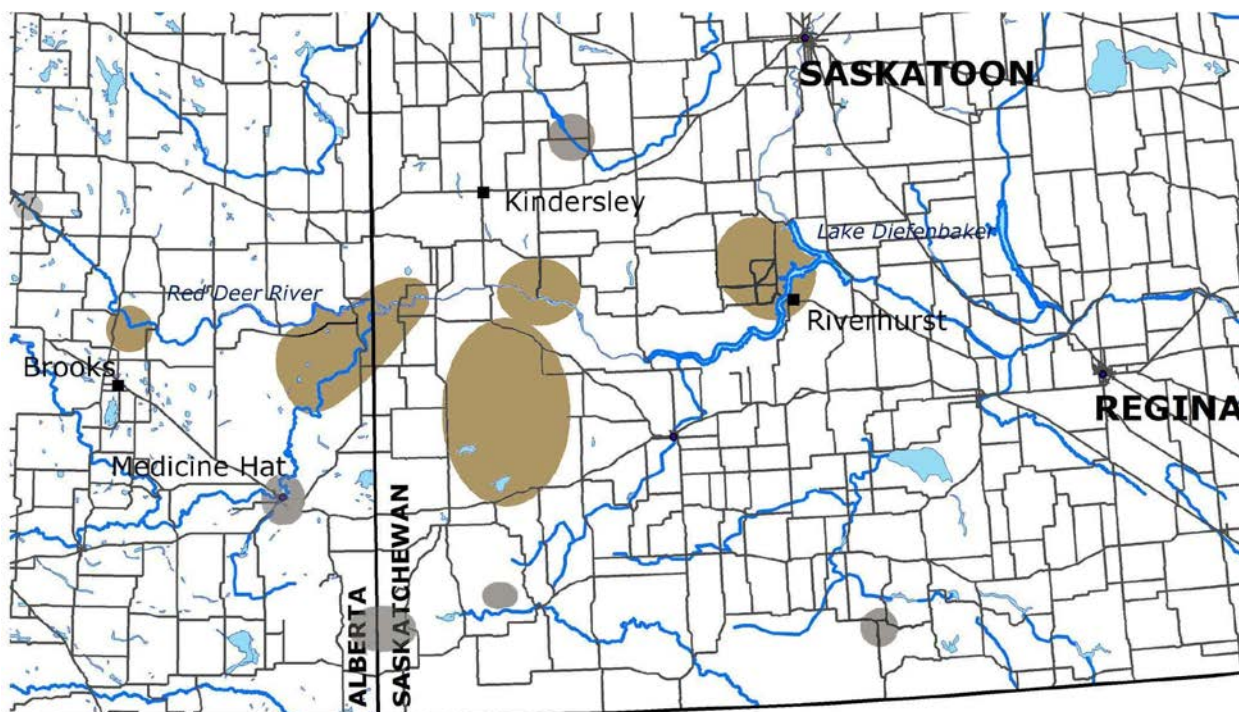 SASKATOON
Kindersley
Lake Diefenbaker
Red Deer River
Riverhurst
Brooks
REGINA
Medicine Hat
ALBERTA
SASKATCHEWAN